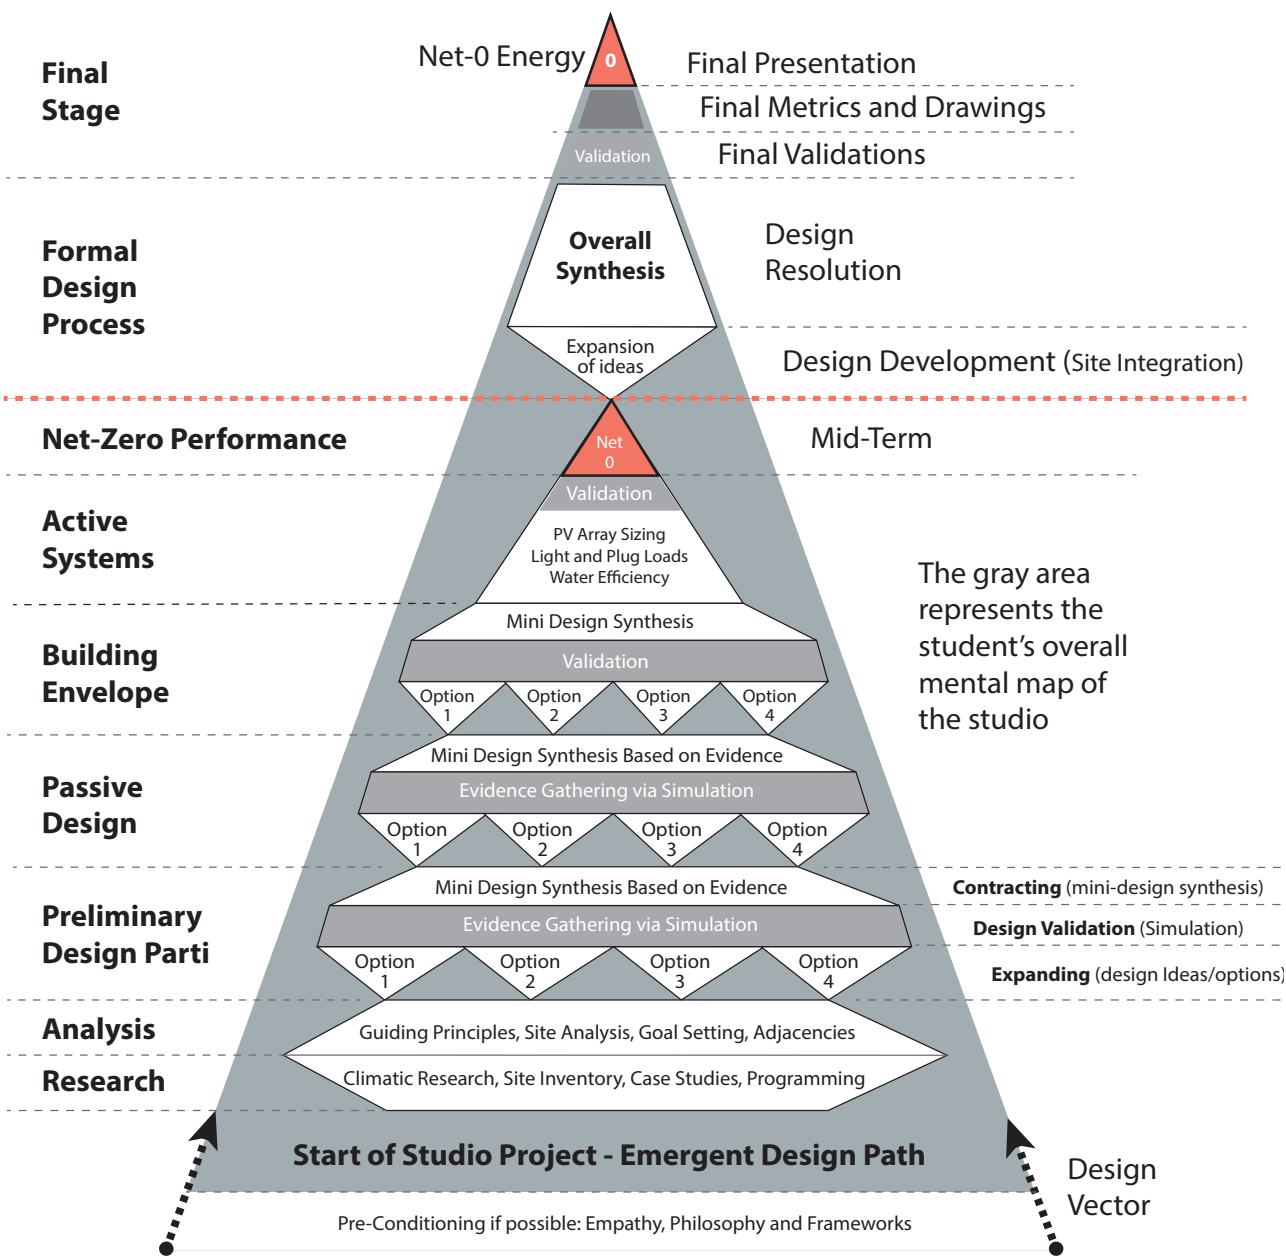 Final
Stage
Net-0 Energy
0
Final Presentation
Final Metrics and Drawings
Validation
Final Validations
Formal
Design
Process
Overall
Synthesis
Design
Resolution
Expansion
of ideas
Design Development (Site Integration)
Net-Zero Performance
Net
0
Mid-Term
Active
Systems
Validation
PV Array Sizing
Light and Plug Loads
Water Efficiency
The gray area
represents the
student's overall
mental map of
the studio
Building
Envelope
Mini Design Synthesis
Validation
Option
1
Option
2
Option
3
Option
4
Passive
Design
Mini Design Synthesis Based on Evidence
Evidence Gathering via Simulation
Option
1
Option
2
Option
3
Option
4
Preliminary
Design Parti
Mini Design Synthesis Based on Evidence
Evidence Gathering via Simulation
Option
1
Option
2
Option
3
Option
4
Contracting (mini-design synthesis)
Design Validation (Simulation)
Expanding (design Ideas/options)
Analysis
Guiding Principles, Site Analysis, Goal Setting, Adjacencies
Research
Climatic Research, Site Inventory, Case Studies, Programming
Start of Studio Project - Emergent Design Path
Design
Vector
Pre-Conditioning if possible: Empathy, Philosophy and Frameworks